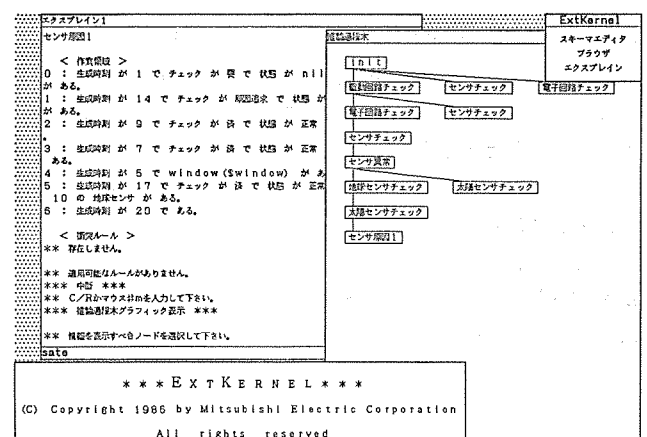 エクスプレイン1
センサ原因1
< 作業領域 >
0 : 生成時刻 が 1 で チェック が 要 で 状態 が nil
が ある。
1 : 生成時刻 が 14 で チェック が 原因追求 で 状態 が
が ある。
2 : 生成時刻 が 9 で チェック が 済 で 状態 が 正常
。
3 : 生成時刻 が 7 で チェック が 済 で 状態 が 正常
ある。
4 : 生成時刻 が 5 で window($window) が あ
5 : 生成時刻 が 17 で チェック が 済 で 状態 が 正常
10 の 地球センサ が ある。
6 : 生成時刻 が 20 で ある。
< 競合ルール >
** 存在しません。
** 適用可能なルールがありません。
*** 中断 ***
** C/Rかマウス#mを入力して下さい。
*** 推論過程木グラフィック表示 ***
** 情報を表示すべきノードを選択して下さい。
sato
推論過程木
init
駆動回路チェック センサチェック 電子回路チェック
電子回路チェック センサチェック
センサチェック
センサ異常
地球センサチェック 太陽センサチェック
太陽センサチェック
センサ原因1
ExtKernel
スキーマエディタ
ブラウザ
エクスプレイン
***EXTKERNEL***
(C) Copyright 1986 by Mitsubishi Electric Corporation
All rights reserved